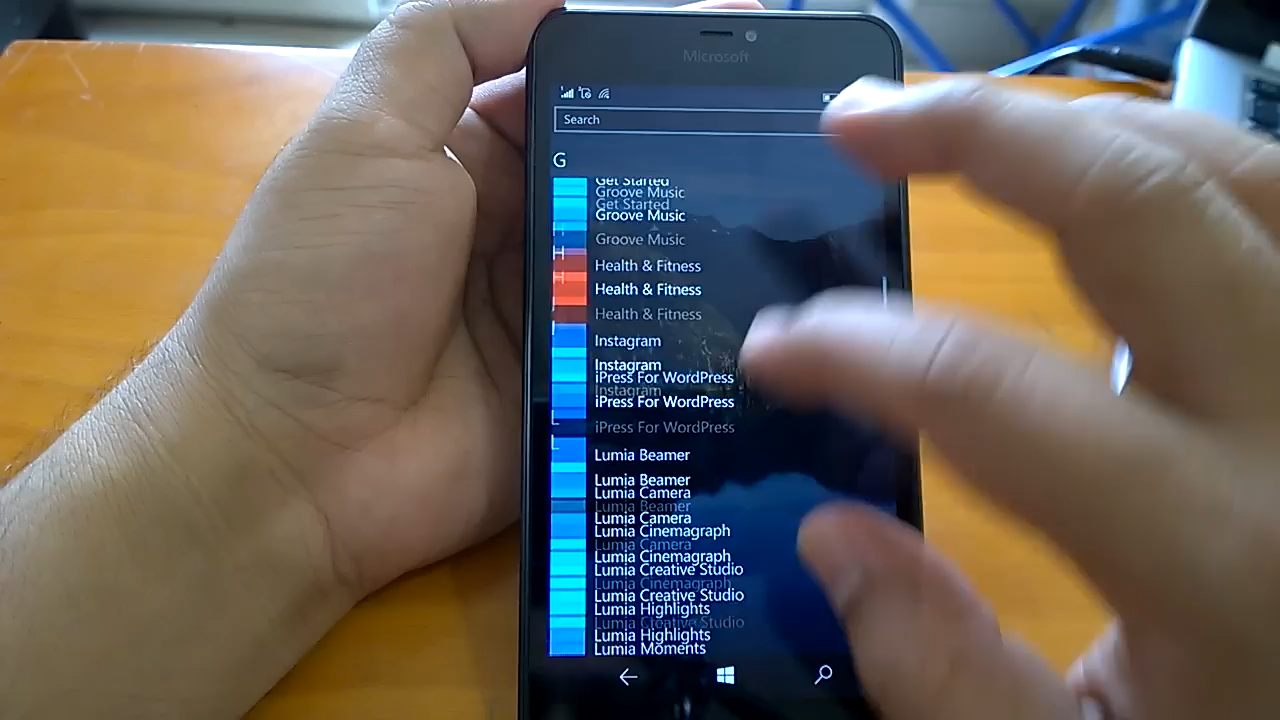 Microsoft
Search
G
Get Started
Groove Music
Get Started
Groove Music
Groove Music
Health & Fitness
Health & Fitness
Health & Fitness
Instagram
Instagram
iPress For WordPress
Instagram
iPress For WordPress
iPress For WordPress
Lumia Beamer
Lumia Beamer
Lumia Camera
Lumia Beamer
Lumia Camera
Lumia Cinemagraph
Lumia Camera
Lumia Cinemagraph
Lumia Creative Studio
Lumia Cinemagraph
Lumia Creative Studio
Lumia Highlights
Lumia Creative Studio
Lumia Highlights
Lumia Moments